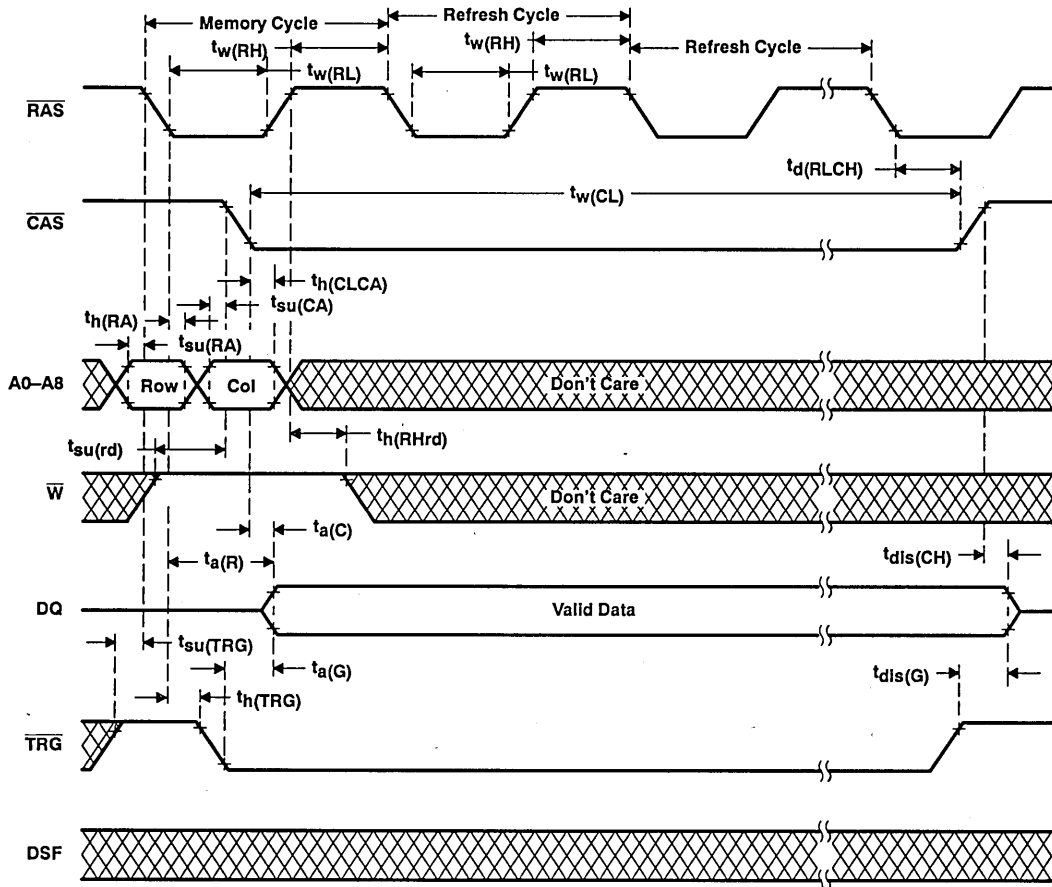 Memory Cycle
Refresh Cycle
Refresh Cycle
tw(RH)
tw(RL)
tw(RH)
tw(RL)
RAS
td(RLCH)
tw(CL)
CAS
th(CLCA)
tsu(CA)
th(RA)
tsu(RA)
A0–A8
Row
Col
Don't Care
tsu(rd)
th(RHrd)
W
Don't Care
ta(C)
ta(R)
tdis(CH)
DQ
Valid Data
tsu(TRG)
ta(G)
tdis(G)
th(TRG)
TRG
DSF